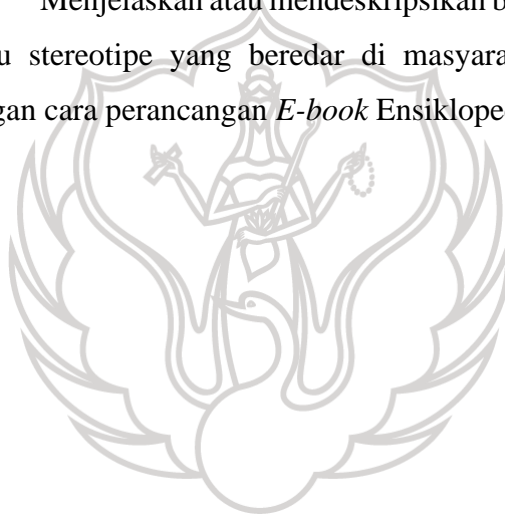 Menjelaskan atau mendeskripsikan
stereotipe yang beredar di
cara perancangan E-book